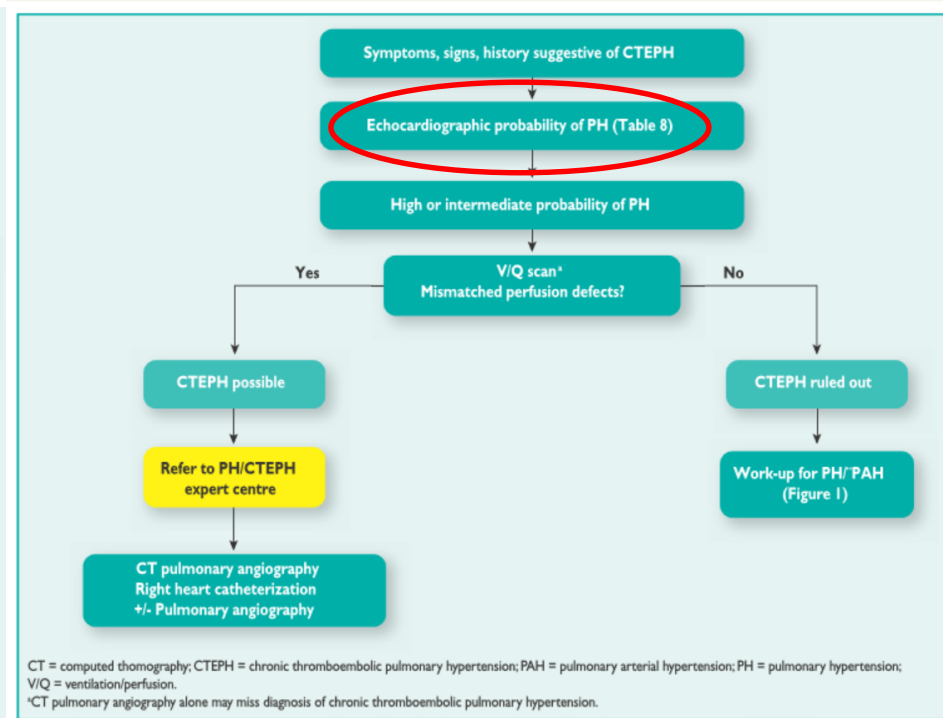 Symptoms, signs, history suggestive of CTEPH
Echocardiographic probability of PH (Table 8)
High or intermediate probability of PH
Yes
V/Q scanᵃ
Mismatched perfusion defects?
No
CTEPH possible
CTEPH ruled out
Refer to PH/CTEPH
expert centre
Work-up for PH/PAH
(Figure 1)
CT pulmonary angiography
Right heart catheterization
+/- Pulmonary angiography
CT = computed thomography; CTEPH = chronic thromboembolic pulmonary hypertension; PAH = pulmonary arterial hypertension; PH = pulmonary hypertension;
V/Q = ventilation/perfusion.
ᵃCT pulmonary angiography alone may miss diagnosis of chronic thromboembolic pulmonary hypertension.